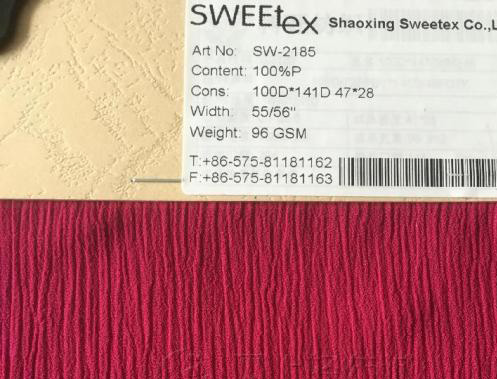 SWEEtex Shaoxing Sweetex Co.,L
Art No: SW-2185
Content: 100%P
Cons: 100D*141D 47*28
Width: 55/56"
Weight: 96 GSM
T:+86-575-81181162
F:+86-575-81181163